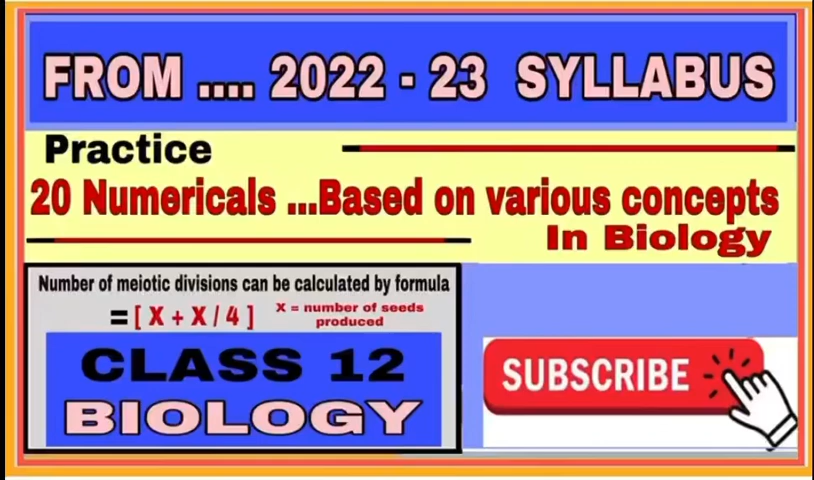 FROM .... 2022 - 23 SYLLABUS
Practice
20 Numericals ...Based on various concepts
In Biology
Number of meiotic divisions can be calculated by formula
=[ X + X / 4 ] X = number of seeds
produced
CLASS 12
BIOLOGY
SUBSCRIBE